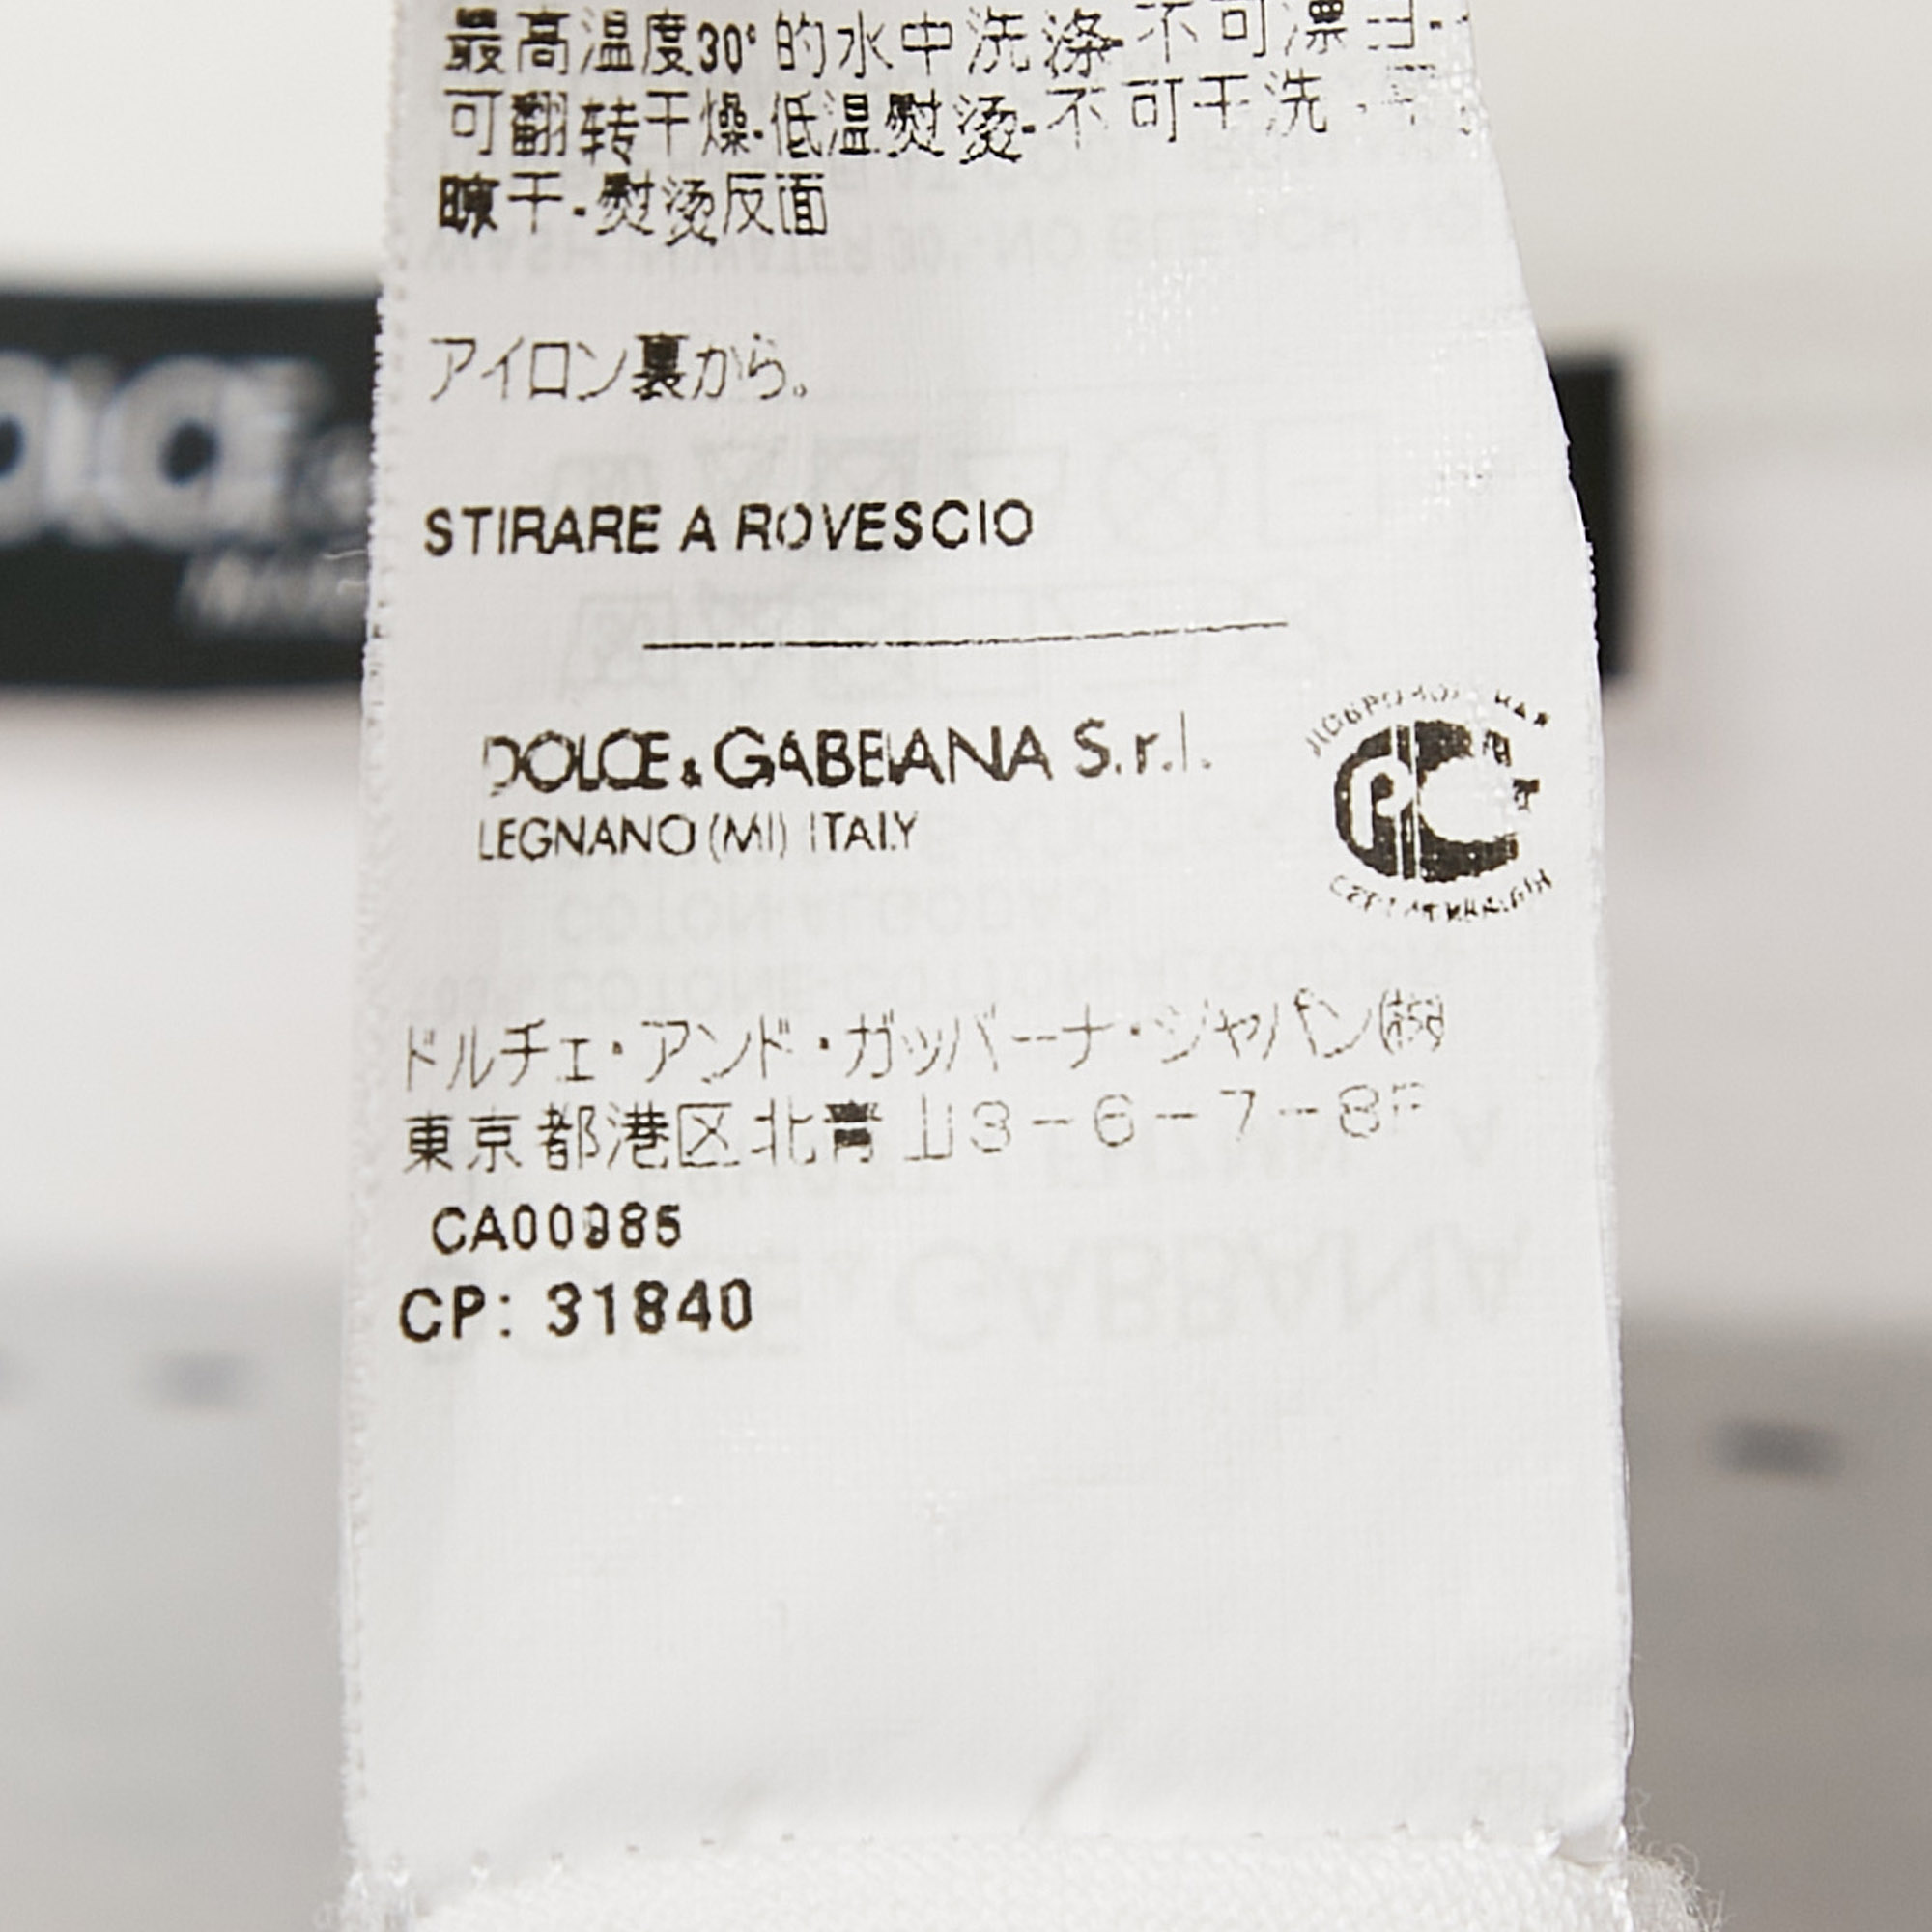 最高温度30°的水中洗涤-不可漂白-
可翻转干燥-低温熨烫-不可干洗-
晾干-熨烫反面
アイロン裏から。
STIRARE A ROVESCIO
DOLCE & GABBANA S.r.l.
LEGNANO (MI) ITALY
PC
ドルチェ・アンド・ガッバーナ・ジャパン㈱
東京都港区北青山3-6-7-8F
CA00985
CP: 31840
DOLCE